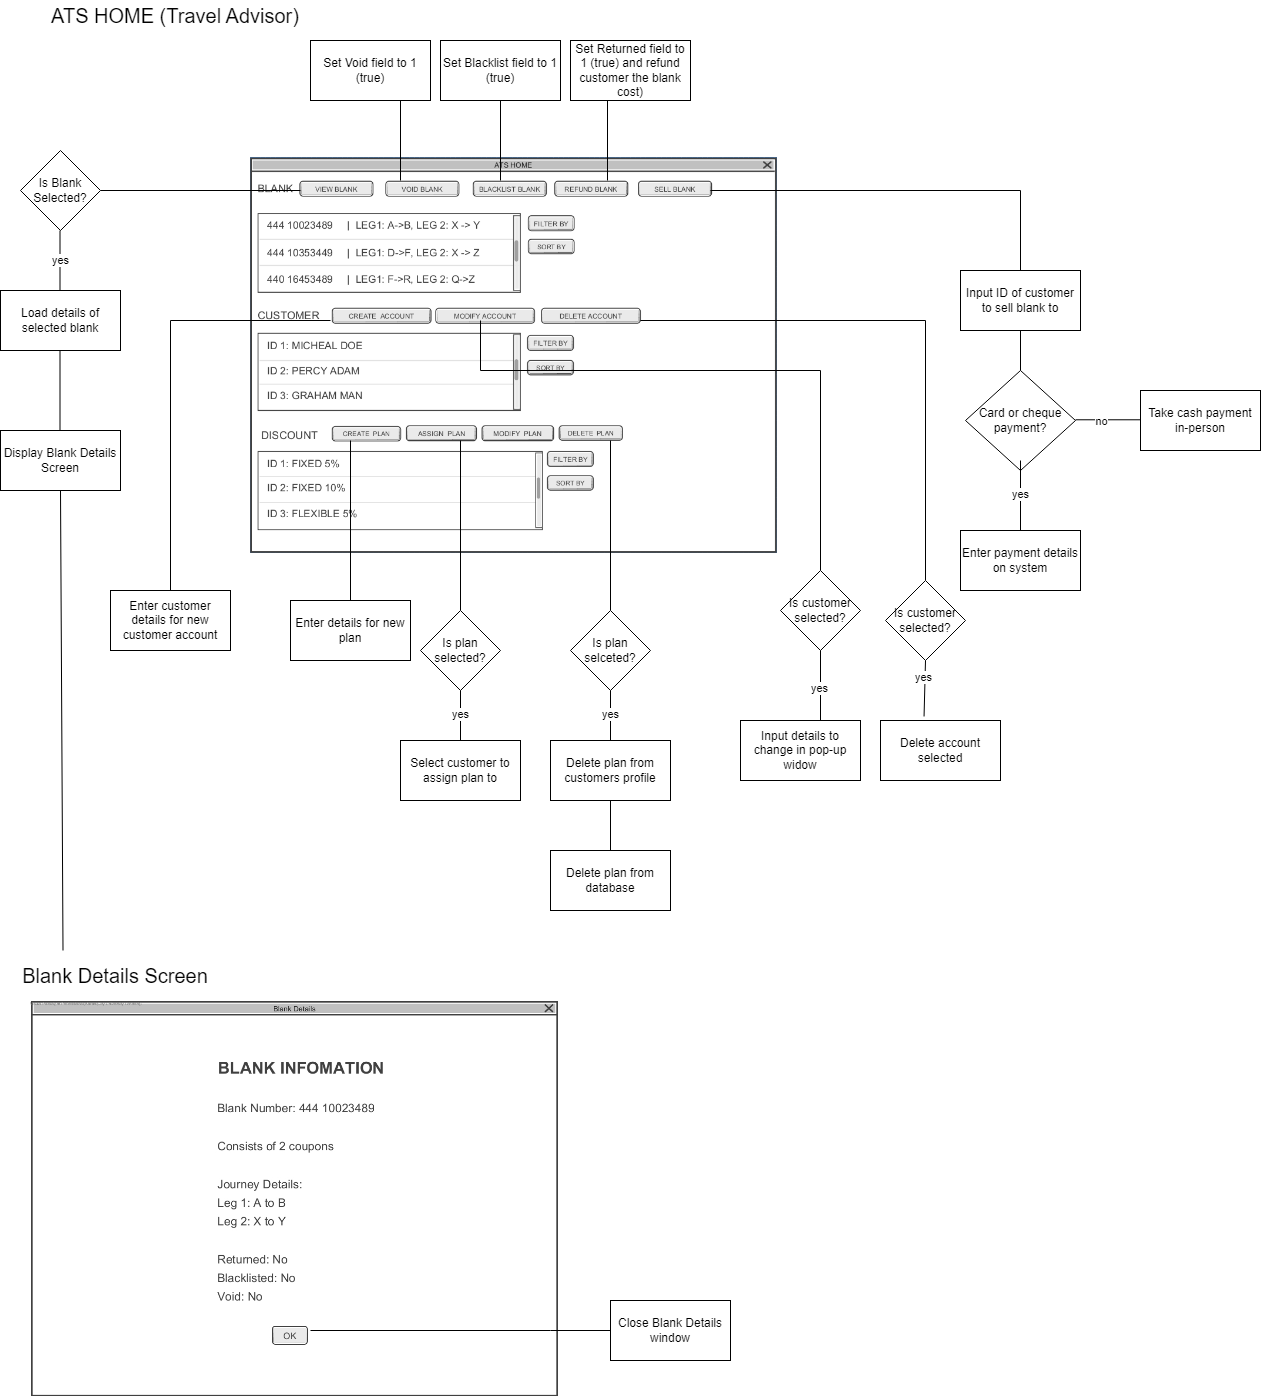 ATS HOME (Travel Advisor)
Set Void field to 1
(true)
Set Blacklist field to 1
(true)
Set Returned field to
1 (true) and refund
customer the blank
cost)
ATS HOME
Is Blank
Selected?
BLANK
VIEW BLANK
VOID BLANK
BLACKLIST BLANK
REFUND BLANK
SELL BLANK
444 10023489 | LEG1: A->B, LEG 2: X -> Y
FILTER BY
444 10353449 | LEG1: D->F, LEG 2: X -> Z
SORT BY
440 16453489 | LEG1: F->R, LEG 2: Q->Z
yes
Load details of
selected blank
Input ID of customer
to sell blank to
CUSTOMER
CREATE ACCOUNT
MODIFY ACCOUNT
DELETE ACCOUNT
ID 1: MICHEAL DOE
FILTER BY
ID 2: PERCY ADAM
SORT BY
ID 3: GRAHAM MAN
Card or cheque
payment?
no
Take cash payment
in-person
DISCOUNT
CREATE PLAN
ASSIGN PLAN
MODIFY PLAN
DELETE PLAN
Display Blank Details
Screen
ID 1: FIXED 5%
FILTER BY
ID 2: FIXED 10%
SORT BY
ID 3: FLEXIBLE 5%
yes
Enter payment details
on system
Enter customer
details for new
customer account
Enter details for new
plan
Is plan
selected?
Is plan
selceted?
Is customer
selected?
Is customer
selected?
yes
yes
yes
yes
Select customer to
assign plan to
Delete plan from
customers profile
Input details to
change in pop-up
widow
Delete account
selected
Delete plan from
database
Blank Details Screen
Blank Details
BLANK INFOMATION
Blank Number: 444 10023489
Consists of 2 coupons
Journey Details:
Leg 1: A to B
Leg 2: X to Y
Returned: No
Blacklisted: No
Void: No
OK
Close Blank Details
window